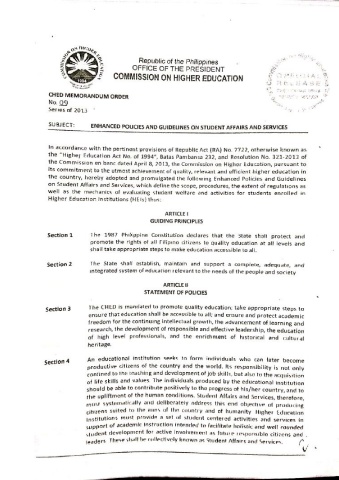 Republic of the Philippines
OFFICE OF THE PRESIDENT
COMMISSION ON HIGHER EDUCATION
OFFICIAL
RELEASE
CHED MEMORANDUM ORDER
No. 09
Series of 2013
SUBJECT: ENHANCED POLICIES AND GUIDELINES ON STUDENT AFFAIRS AND SERVICES
In accordance with the pertinent provisions of Republic Act (RA) No. 7722, otherwise known as
the "Higher Education Act No. of 1994", Batas Pambansa 232, and Resolution No. 321-2013 of
the Commission en banc dated April 8, 2013, the Commission on Higher Education, pursuant to
its commitment to the utmost achievement of quality, relevant and efficient higher education in
the country, hereby adopted and promulgated the following Enhanced Policies and Guidelines
on Student Affairs and Services, which define the scope, procedures, the extent of regulations as
well as the mechanics of evaluating student welfare and activities for students enrolled in
Higher Education Institutions (HEIs) thus:
ARTICLE I
GUIDING PRINCIPLES
Section 1 The 1987 Philippine Constitution declares that the State shall protect and
promote the rights of all Filipino citizens to quality education at all levels and
shall take appropriate steps to make education accessible to all.
Section 2 The State shall establish, maintain and support a complete, adequate, and
integrated system of education relevant to the needs of the people and society
ARTICLE II
STATEMENT OF POLICIES
Section 3 The CHED is mandated to promote quality education; take appropriate steps to
ensure that education shall be accessible to all; and ensure and protect academic
freedom for the continuing intellectual growth, the advancement of learning and
research, the development of responsible and effective leadership, the education
of high level professionals, and the enrichment of historical and cultural
heritage.
Section 4 An educational institution seeks to form individuals who can later become
productive citizens of the country and the world. Its responsibility is not only
confined to the teaching and development of job skills, but also to the acquisition
of life skills and values. The individuals produced by the educational institution
should be able to contribute positively to the progress of his/her country, and to
the upliftment of the human conditions. Student Affairs and Services, therefore,
must systematically and deliberately address this end objective of producing
citizens suited to the aims of the country and of humanity. Higher Education
Institutions must provide a set of student centered activities and services in
support of academic instruction intended to facilitate holistic and well rounded
student development for active involvement as future responsible citizens and
leaders. These shall be collectively known as Student Affairs and Services.